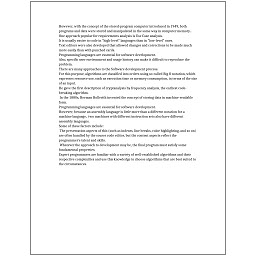 However, with the concept of the stored-program computer introduced in 1949, both
programs and data were stored and manipulated in the same way in computer memory.
One approach popular for requirements analysis is Use Case analysis.
It is usually easier to code in "high-level" languages than in "low-level" ones.
Text editors were also developed that allowed changes and corrections to be made much
more easily than with punched cards.
Programming languages are essential for software development.
Also, specific user environment and usage history can make it difficult to reproduce the
problem.
There are many approaches to the Software development process.
For this purpose, algorithms are classified into orders using so-called Big O notation, which
expresses resource use, such as execution time or memory consumption, in terms of the size
of an input.
He gave the first description of cryptanalysis by frequency analysis, the earliest code-
breaking algorithm.
In the 1880s, Herman Hollerith invented the concept of storing data in machine-readable
form.
Programming languages are essential for software development.
However, because an assembly language is little more than a different notation for a
machine language, two machines with different instruction sets also have different
assembly languages.
Some of these factors include:
The presentation aspects of this (such as indents, line breaks, color highlighting, and so on)
are often handled by the source code editor, but the content aspects reflect the
programmer's talent and skills.
Whatever the approach to development may be, the final program must satisfy some
fundamental properties.
Expert programmers are familiar with a variety of well-established algorithms and their
respective complexities and use this knowledge to choose algorithms that are best suited to
the circumstances.